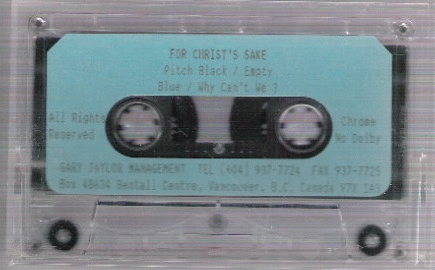 FOR CHRIST'S SAKE
Pitch Black / Empty
Blue / Why Can't We ?
All Rights
Reserved
Chrome
No Dolby
GARY TAYLOR MANAGEMENT TEL (604) 937-7724 FAX 937-7725
Box 48634 Bentall Centre, Vancouver, B.C. Canada V7X 1A3